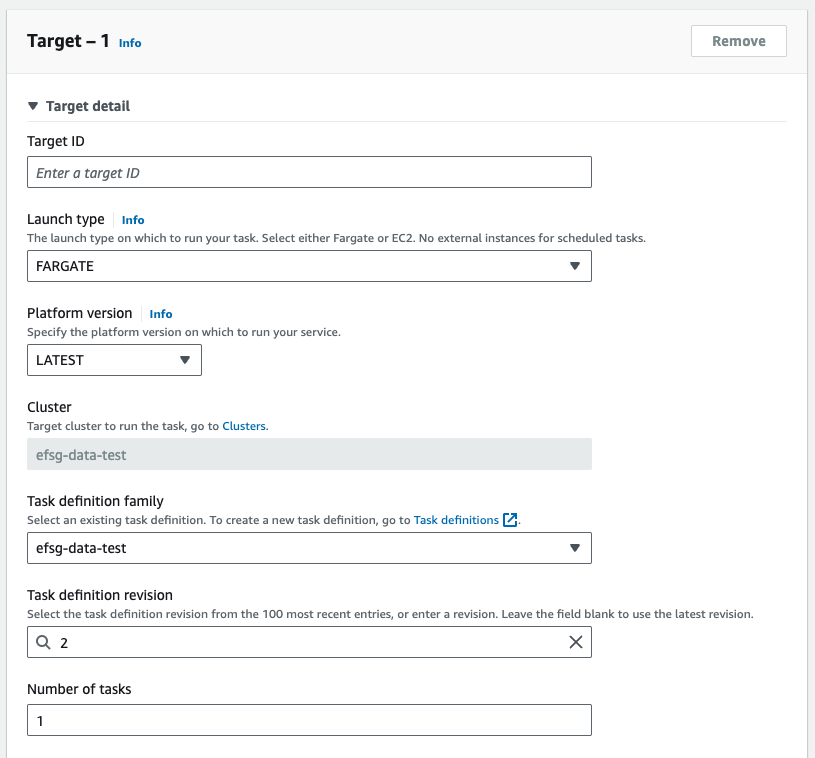 Target – 1 Info
Remove
Target detail
Target ID
Enter a target ID
Launch type Info
The launch type on which to run your task. Select either Fargate or EC2. No external instances for scheduled tasks.
FARGATE
Platform version Info
Specify the platform version on which to run your service.
LATEST
Cluster
Target cluster to run the task, go to Clusters.
efsg-data-test
Task definition family
Select an existing task definition. To create a new task definition, go to Task definitions.
efsg-data-test
Task definition revision
Select the task definition revision from the 100 most recent entries, or enter a revision. Leave the field blank to use the latest revision.
2
Number of tasks
1